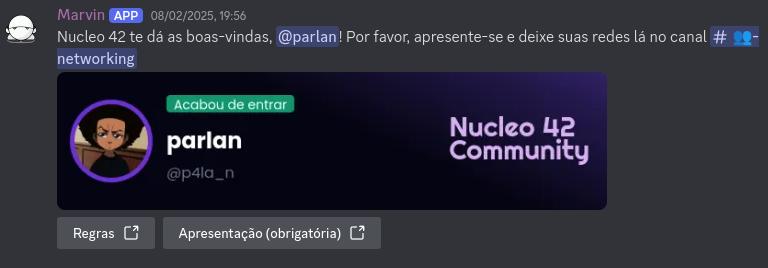 Marvin APP 08/02/2025, 19:56
Nucleo 42 te dá as boas-vindas, @parlan! Por favor, apresente-se e deixe suas redes lá no canal # 👥-
networking
Acabou de entrar
parlan
@p4la_n
Nucleo 42
Community
Regras
Apresentação (obrigatória)